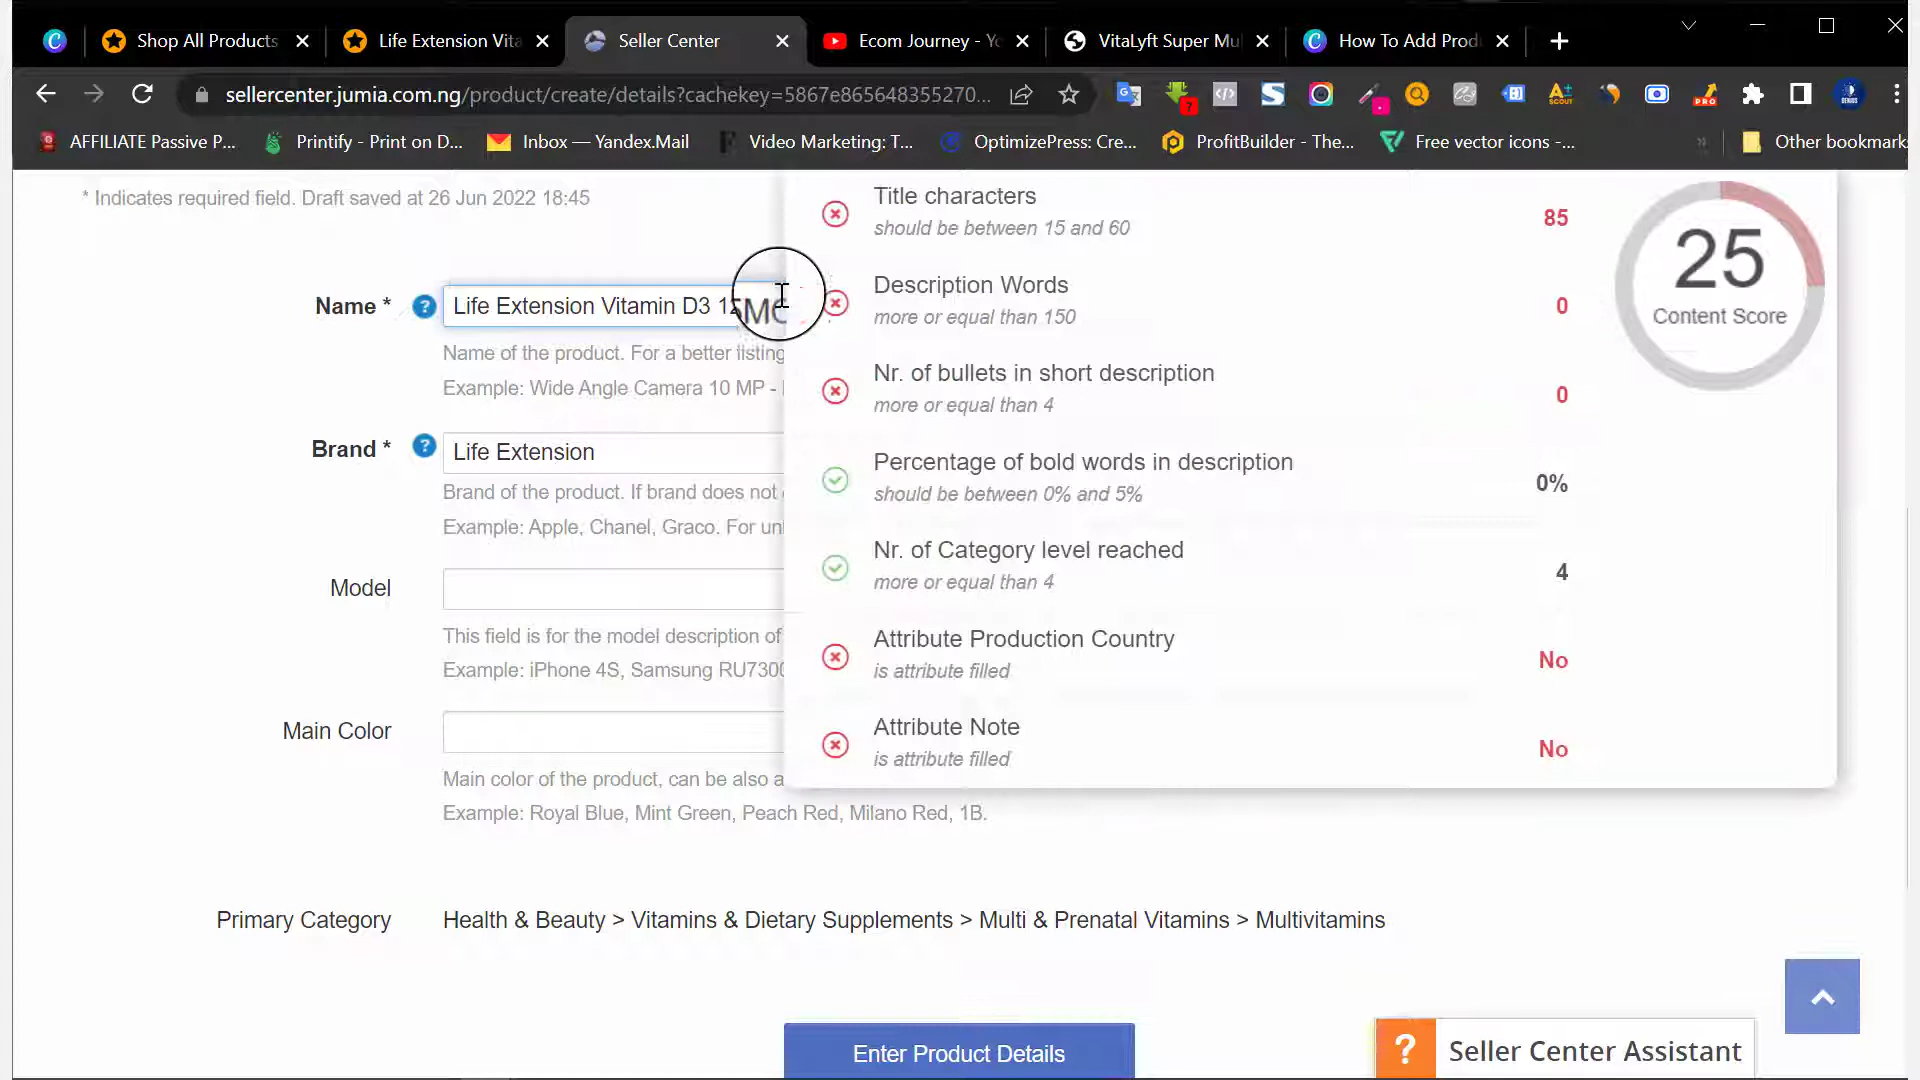 Shop All Products
Life Extension Vita
Seller Center
Ecom Journey - Yo
VitaLyft Super Mu
How To Add Prod
sellercenter.jumia.com.ng/product/create/details?cachekey=5867e865648355270...
AFFILIATE Passive P...
Printify - Print on D...
Inbox — Yandex.Mail
Video Marketing: T...
OptimizePress: Cre...
ProfitBuilder - The...
Free vector icons -...
Other bookmark
* Indicates required field. Draft saved at 26 Jun 2022 18:45
Title characters
should be between 15 and 60
85
25
Content Score
Description Words
more or equal than 150
0
Nr. of bullets in short description
more or equal than 4
0
Percentage of bold words in description
should be between 0% and 5%
0%
Nr. of Category level reached
more or equal than 4
4
Attribute Production Country
is attribute filled
No
Attribute Note
is attribute filled
No
Name *
Life Extension Vitamin D3
Name of the product. For a better listing
Example: Wide Angle Camera 10 MP -
Brand *
Life Extension
Brand of the product. If brand does not
Example: Apple, Chanel, Graco. For un
Model
This field is for the model description of
Example: iPhone 4S, Samsung RU7300
Main Color
Main color of the product, can be also a
Example: Royal Blue, Mint Green, Peach Red, Milano Red, 1B.
Primary Category
Health & Beauty > Vitamins & Dietary Supplements > Multi & Prenatal Vitamins > Multivitamins
Enter Product Details
? Seller Center Assistant